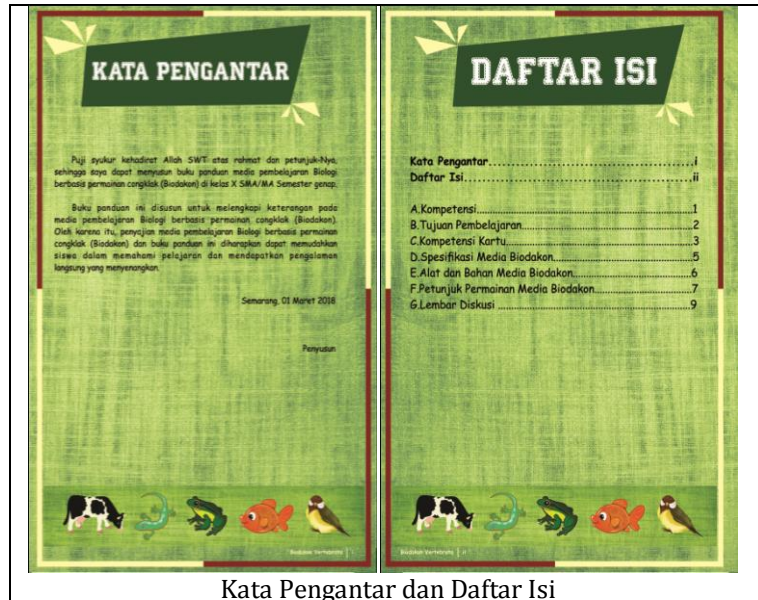 KATA PENGANTAR
Puji syukur kehadirat Allah SWT atas rahmat dan petunjuk-Nya,
sehingga saya dapat menyusun buku panduan media pembelajaran Biologi
berbasis permainan congklak (Biodakon) di kelas X SMA/MA Semester genap.
Buku panduan ini disusun untuk melengkapi keterangan pada
media pembelajaran Biologi berbasis permainan congklak (Biodakon).
Oleh karena itu, penyajian media pembelajaran Biologi berbasis permainan
congklak (Biodakon) dan buku panduan ini diharapkan dapat memudahkan
siswa dalam memahami pelajaran dan mendapatkan pengalaman
langsung yang menyenangkan.
Semarang, 01 Maret 2018
Penyusun
Biodakon Vertebrata | i
DAFTAR ISI
Kata Pengantar.................................................i
Daftar Isi.......................................................ii
A.Kompetensi....................................................1
B.Tujuan Pembelajaran...........................................2
C.Kompetensi Kartu..............................................3
D.Spesifikasi Media Biodakon....................................5
E.Alat dan Bahan Media Biodakon.................................6
F.Petunjuk Permainan Media Biodakon.............................7
G.Lembar Diskusi ...............................................9
Biodakon Vertebrata | ii
Kata Pengantar dan Daftar Isi